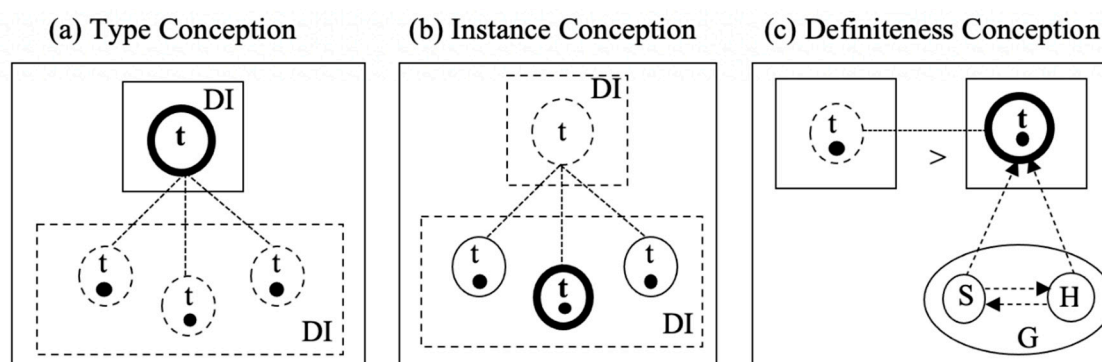 (a) Type Conception
DI
t
t
t
t
DI
(b) Instance Conception
DI
t
t
t
t
DI
(c) Definiteness Conception
t
t
>
S
H
G